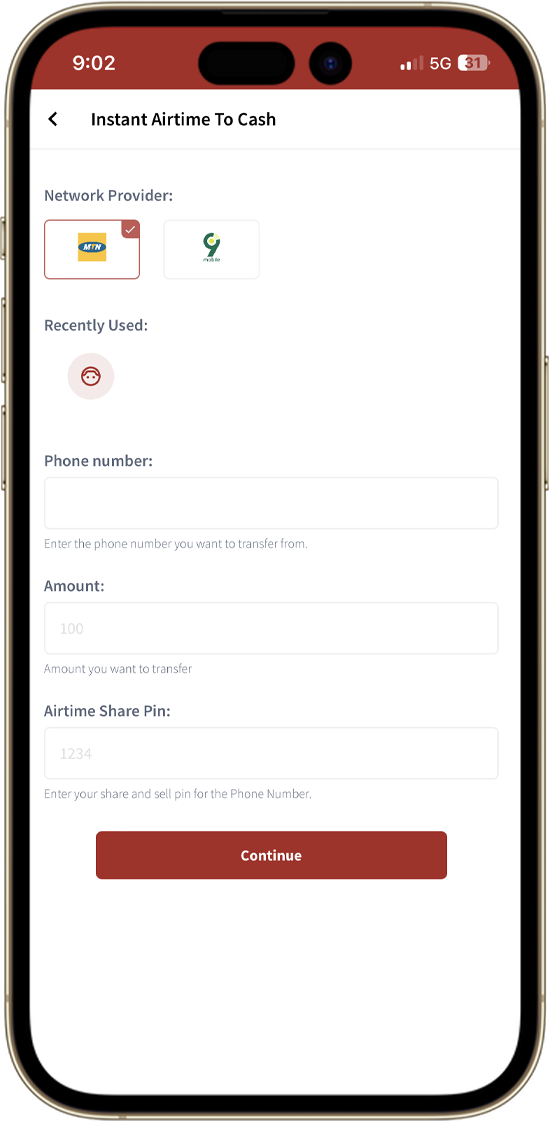 9:02
5G
31
Instant Airtime To Cash
Network Provider:
MTN
9
mobile
Recently Used:
Phone number:
Enter the phone number you want to transfer from.
Amount:
100
Amount you want to transfer
Airtime Share Pin:
1234
Enter your share and sell pin for the Phone Number.
Continue